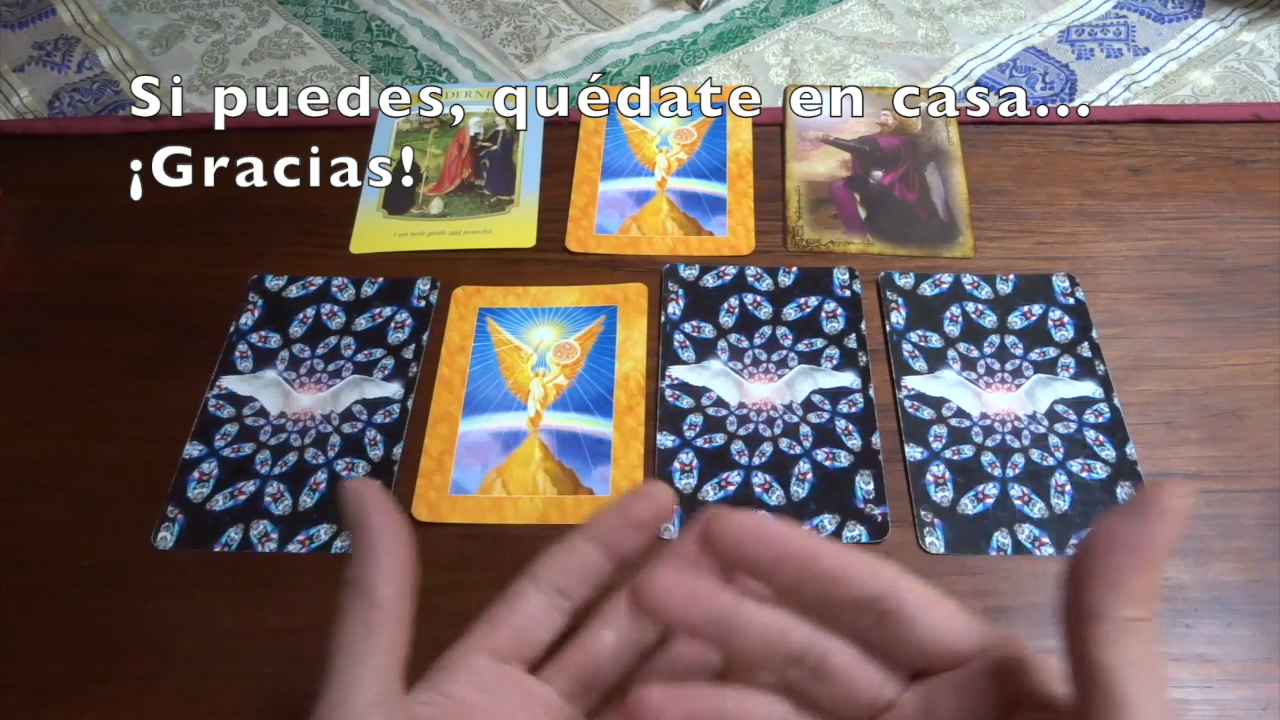 Si puedes, quédate en casa...
¡Gracias!
I am both gentle and powerful.